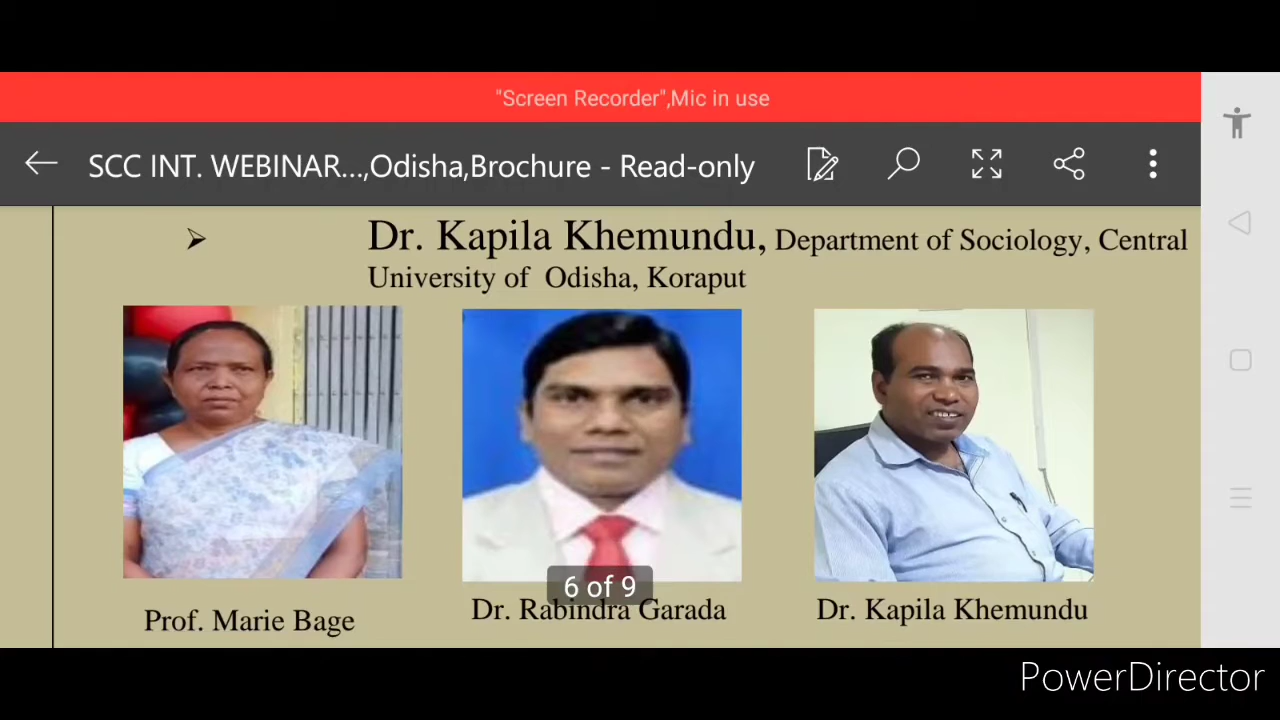 "Screen Recorder",Mic in use
SCC INT. WEBINAR...,Odisha,Brochure - Read-only
Dr. Kapila Khemundu, Department of Sociology, Central
University of Odisha, Koraput
6 of 9
Prof. Marie Bage
Dr. Rabindra Garada
Dr. Kapila Khemundu
PowerDirector